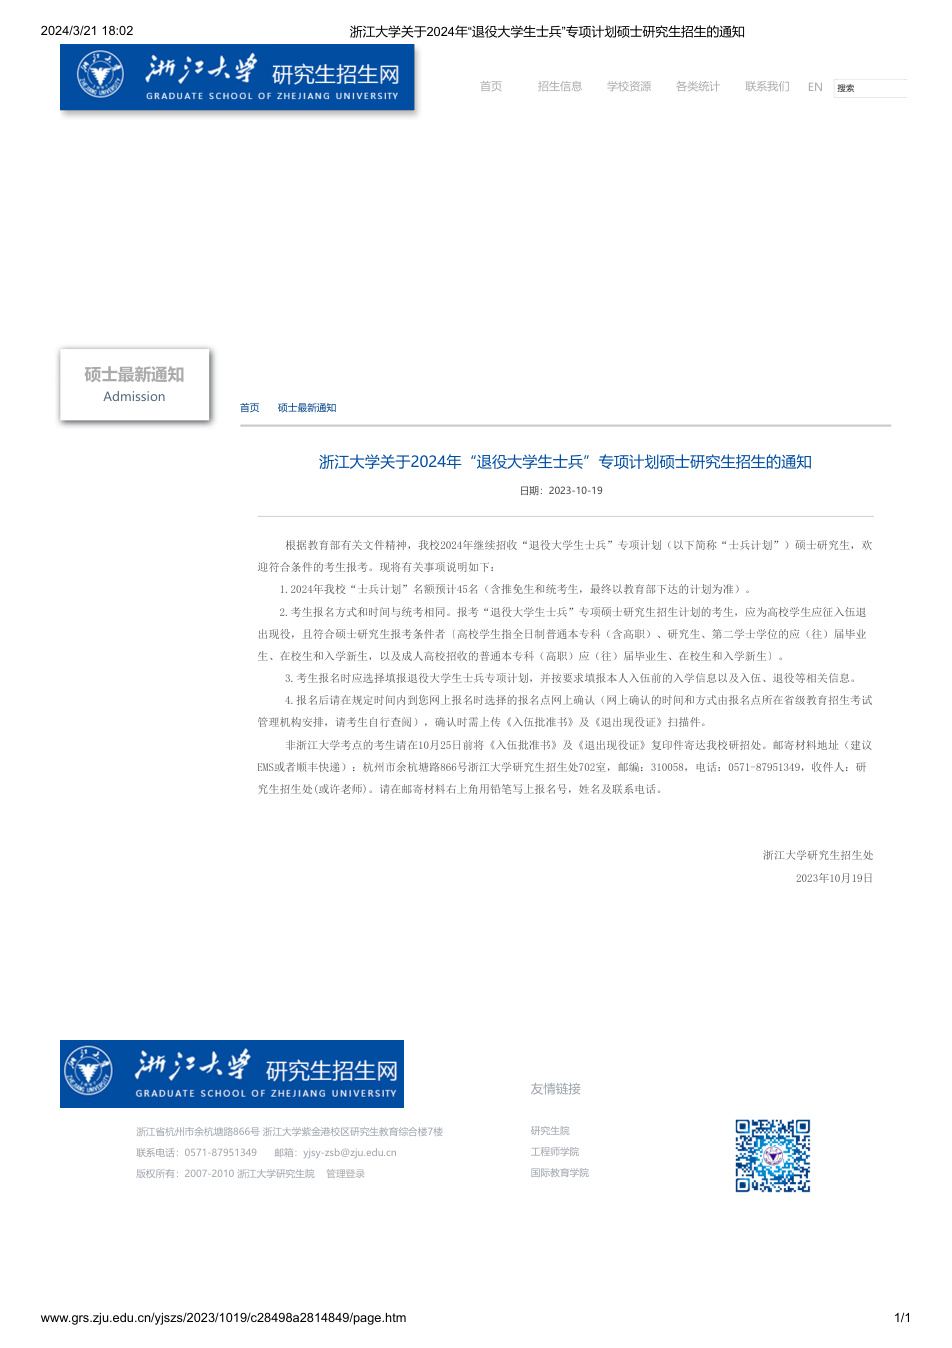 2024/3/21 18:02
浙江大学关于2024年“退役大学生士兵”专项计划硕士研究生招生的通知
浙江大学 研究生招生网
GRADUATE SCHOOL OF ZHEJIANG UNIVERSITY
首页 招生信息 学校资源 各类统计 联系我们 EN 搜索
硕士最新通知
Admission
首页 硕士最新通知
浙江大学关于2024年“退役大学生士兵”专项计划硕士研究生招生的通知
日期：2023-10-19
根据教育部有关文件精神，我校2024年继续招收“退役大学生士兵”专项计划（以下简称“士兵计划”）硕士研究生，欢
迎符合条件的考生报考。现将有关事项说明如下：
1.2024年我校“士兵计划”名额预计45名（含推免生和统考生，最终以教育部下达的计划为准）。
2.考生报名方式和时间与统考相同。报考“退役大学生士兵”专项硕士研究生招生计划的考生，应为高校学生应征入伍退
出现役，且符合硕士研究生报考条件者〔高校学生指全日制普通本专科（含高职）、研究生、第二学士学位的应（往）届毕业
生、在校生和入学新生，以及成人高校招收的普通本专科（高职）应（往）届毕业生、在校生和入学新生〕。
3.考生报名时应选择填报退役大学生士兵专项计划，并按要求填报本人入伍前的入学信息以及入伍、退役等相关信息。
4.报名后请在规定时间内到您网上报名时选择的报名点网上确认（网上确认的时间和方式由报名点所在省级教育招生考试
管理机构安排，请考生自行查阅），确认时需上传《入伍批准书》及《退出现役证》扫描件。
非浙江大学考点的考生请在10月25日前将《入伍批准书》及《退出现役证》复印件寄达我校研招处。邮寄材料地址（建议
EMS或者顺丰快递）：杭州市余杭塘路866号浙江大学研究生招生处702室，邮编：310058，电话：0571-87951349，收件人：研
究生招生处(或许老师)。请在邮寄材料右上角用铅笔写上报名号，姓名及联系电话。
浙江大学研究生招生处
2023年10月19日
浙江大学 研究生招生网
GRADUATE SCHOOL OF ZHEJIANG UNIVERSITY
浙江省杭州市余杭塘路866号 浙江大学紫金港校区研究生教育综合楼7楼
联系电话：0571-87951349 邮箱：yjsy-zsb@zju.edu.cn
版权所有：2007-2010 浙江大学研究生院 管理登录
友情链接
研究生院
工程师学院
国际教育学院
www.grs.zju.edu.cn/yjszs/2023/1019/c28498a2814849/page.htm
1/1